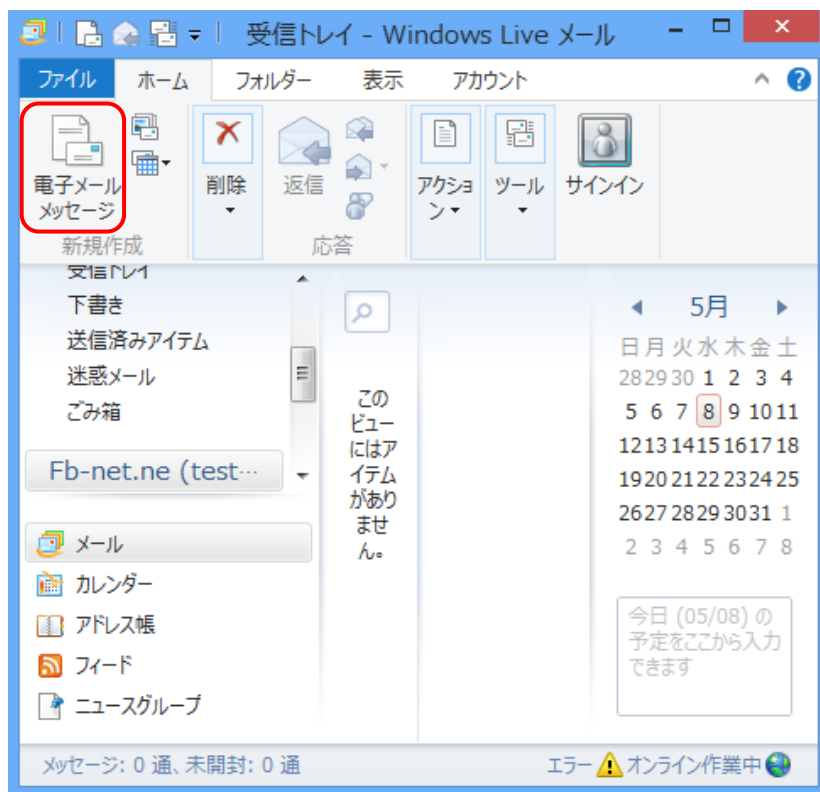 受信トレイ - Windows Live メール
ファイル ホーム フォルダー 表示 アカウント
電子メール
メッセージ
削除
返信
アクショ
ン
ツール
サインイン
新規作成
応答
受信トレイ
下書き
送信済みアイテム
迷惑メール
ごみ箱
Fb-net.ne (test…
メール
カレンダー
アドレス帳
フィード
ニュースグループ
この
ビュー
にはア
イテム
があり
ませ
ん。
5月
日 月 火 水 木 金 土
28 29 30 1 2 3 4
5 6 7 8 9 10 11
12 13 14 15 16 17 18
19 20 21 22 23 24 25
26 27 28 29 30 31 1
2 3 4 5 6 7 8
今日 (05/08) の
予定をここから入力
できます
メッセージ: 0 通、未開封: 0 通
エラー オンライン作業中